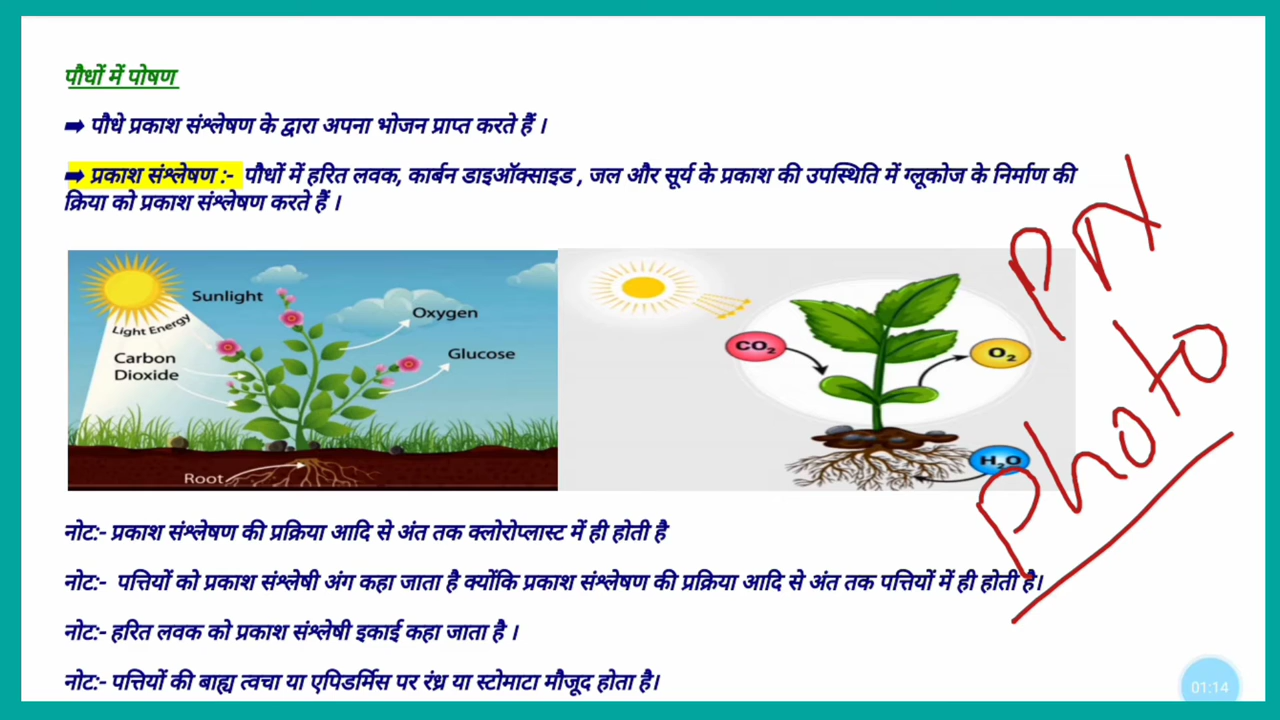 पौधों में पोषण
➡ पौधे प्रकाश संश्लेषण के द्वारा अपना भोजन प्राप्त करते हैं ।
➡ प्रकाश संश्लेषण :- पौधों में हरित लवक, कार्बन डाइऑक्साइड , जल और सूर्य के प्रकाश की उपस्थिति में ग्लूकोज के निर्माण की
क्रिया को प्रकाश संश्लेषण करते हैं ।
Sunlight
Light Energy
Carbon
Dioxide
Oxygen
Glucose
Root
CO₂
O₂
H₂O
Photo
नोट:- प्रकाश संश्लेषण की प्रक्रिया आदि से अंत तक क्लोरोप्लास्ट में ही होती है
नोट:- पत्तियों को प्रकाश संश्लेषी अंग कहा जाता है क्योंकि प्रकाश संश्लेषण की प्रक्रिया आदि से अंत तक पत्तियों में ही होती है।
नोट:- हरित लवक को प्रकाश संश्लेषी इकाई कहा जाता है ।
नोट:- पत्तियों की बाह्य त्वचा या एपिडर्मिस पर रंध्र या स्टोमाटा मौजूद होता है।
01:14